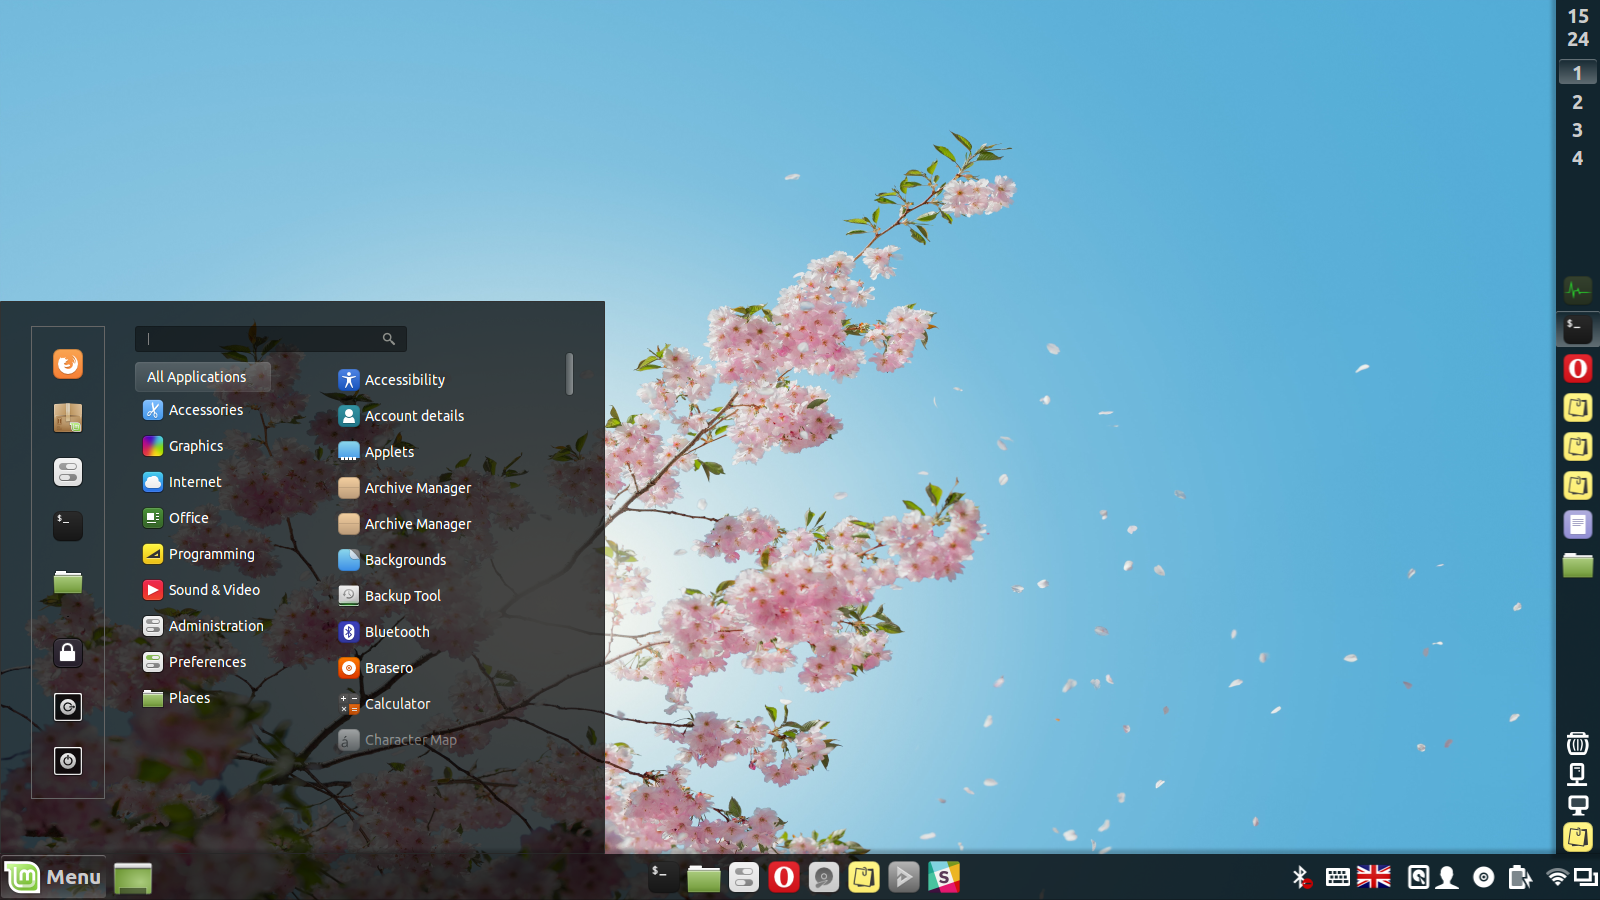 15
24
1
2
3
4
$_
All Applications
Accessories
Graphics
Internet
Office
Programming
Sound & Video
Administration
Preferences
Places
Accessibility
Account details
Applets
Archive Manager
Archive Manager
Backgrounds
Backup Tool
Bluetooth
Brasero
Calculator
á Character Map
$_
Menu
$_
S